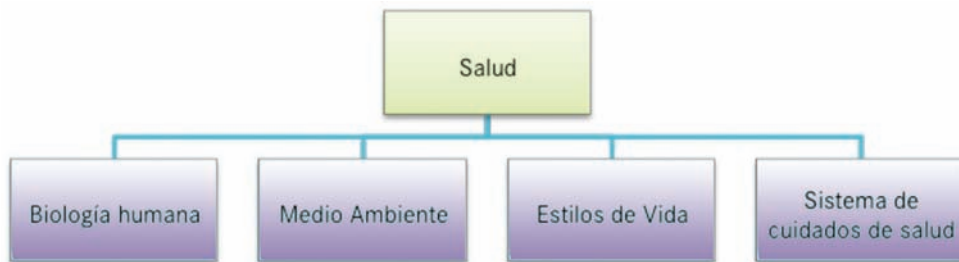 Salud
Biología humana
Medio Ambiente
Estilos de Vida
Sistema de
cuidados de salud